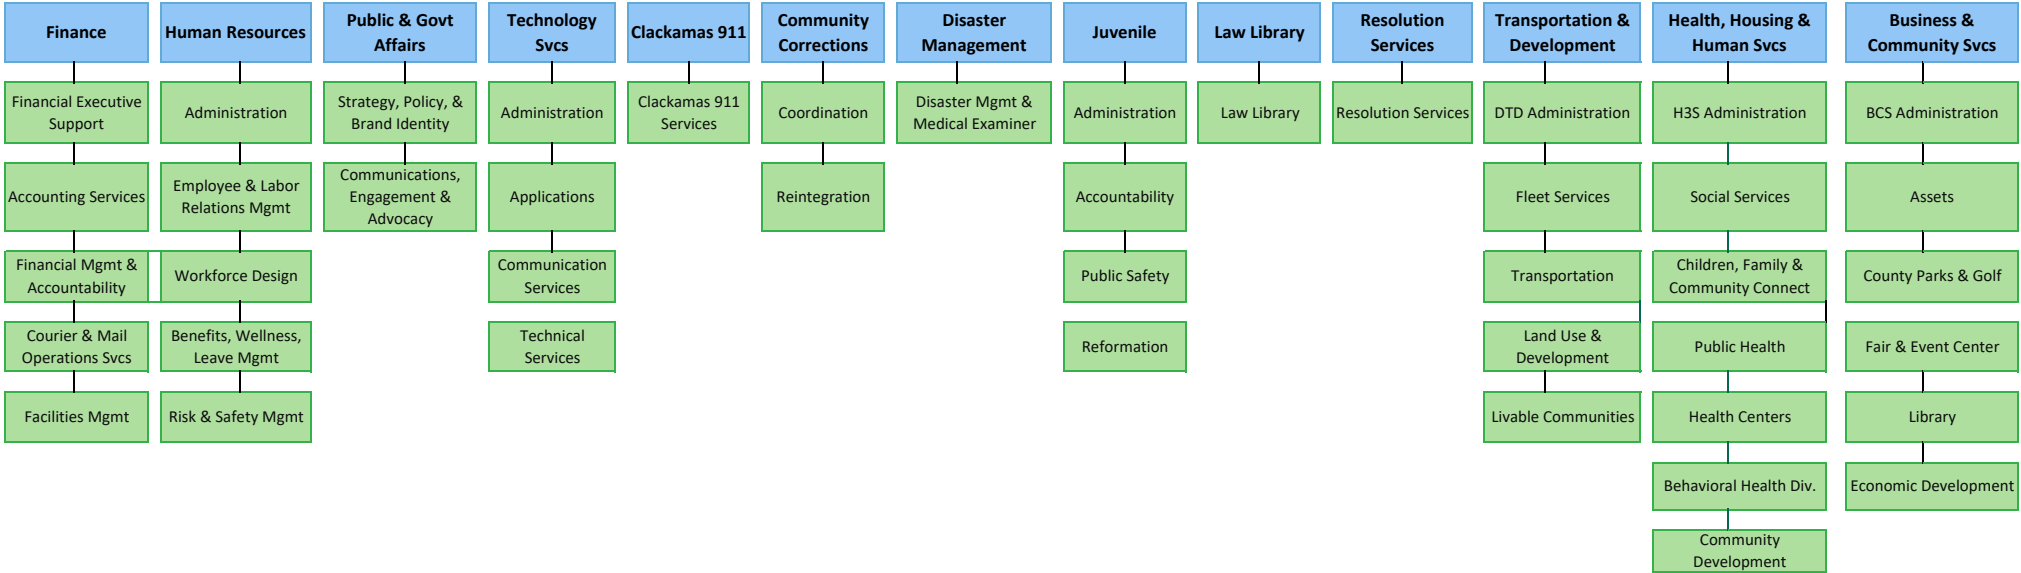 Finance
Human Resources
Public & Govt
Affairs
Technology
Svcs
Clackamas 911
Community
Corrections
Disaster
Management
Juvenile
Law Library
Resolution
Services
Transportation &
Development
Health, Housing &
Human Svcs
Business &
Community Svcs
Financial Executive
Support
Administration
Strategy, Policy, &
Brand Identity
Administration
Clackamas 911
Services
Coordination
Disaster Mgmt &
Medical Examiner
Administration
Law Library
Resolution Services
DTD Administration
H3S Administration
BCS Administration
Accounting Services
Employee & Labor
Relations Mgmt
Communications,
Engagement &
Advocacy
Applications
Reintegration
Accountability
Fleet Services
Social Services
Assets
Financial Mgmt &
Accountability
Workforce Design
Communication
Services
Public Safety
Transportation
Children, Family &
Community Connect
County Parks & Golf
Courier & Mail
Operations Svcs
Benefits, Wellness,
Leave Mgmt
Technical
Services
Reformation
Land Use &
Development
Public Health
Fair & Event Center
Facilities Mgmt
Risk & Safety Mgmt
Livable Communities
Health Centers
Library
Behavioral Health Div.
Economic Development
Community
Development